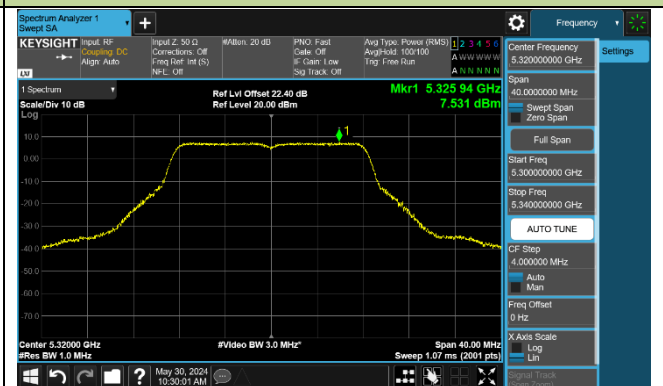 Spectrum Analyzer 1
Swept SA
+
Frequency
KEYSIGHT
Input: RF
Coupling: DC
Align: Auto
Input Z: 50 Ω
Corrections: Off
Freq Ref: Int (S)
NFE: Off
#Atten: 20 dB
PNO: Fast
Gate: Off
IF Gain: Low
Sig Track: Off
Avg Type: Power (RMS)
Avg|Hold: 100/100
Trig: Free Run
1 2 3 4 5 6
A W W W W W
A N N N N N
LXI
1 Spectrum
Scale/Div 10 dB
Log
Ref Lvl Offset 22.40 dB
Ref Level 20.00 dBm
Mkr1 5.325 94 GHz
7.531 dBm
1
10.0
0.00
-10.0
-20.0
-30.0
-40.0
-50.0
-60.0
-70.0
Center 5.32000 GHz
#Res BW 1.0 MHz
#Video BW 3.0 MHz*
Span 40.00 MHz
Sweep 1.07 ms (2001 pts)
Center Frequency
5.320000000 GHz
Settings
Span
40.0000000 MHz
Swept Span
Zero Span
Full Span
Start Freq
5.300000000 GHz
Stop Freq
5.340000000 GHz
AUTO TUNE
CF Step
4.000000 MHz
Auto
Man
Freq Offset
0 Hz
X Axis Scale
Log
Lin
Signal Track
(Span Zoom)
?
May 30, 2024
10:30:01 AM